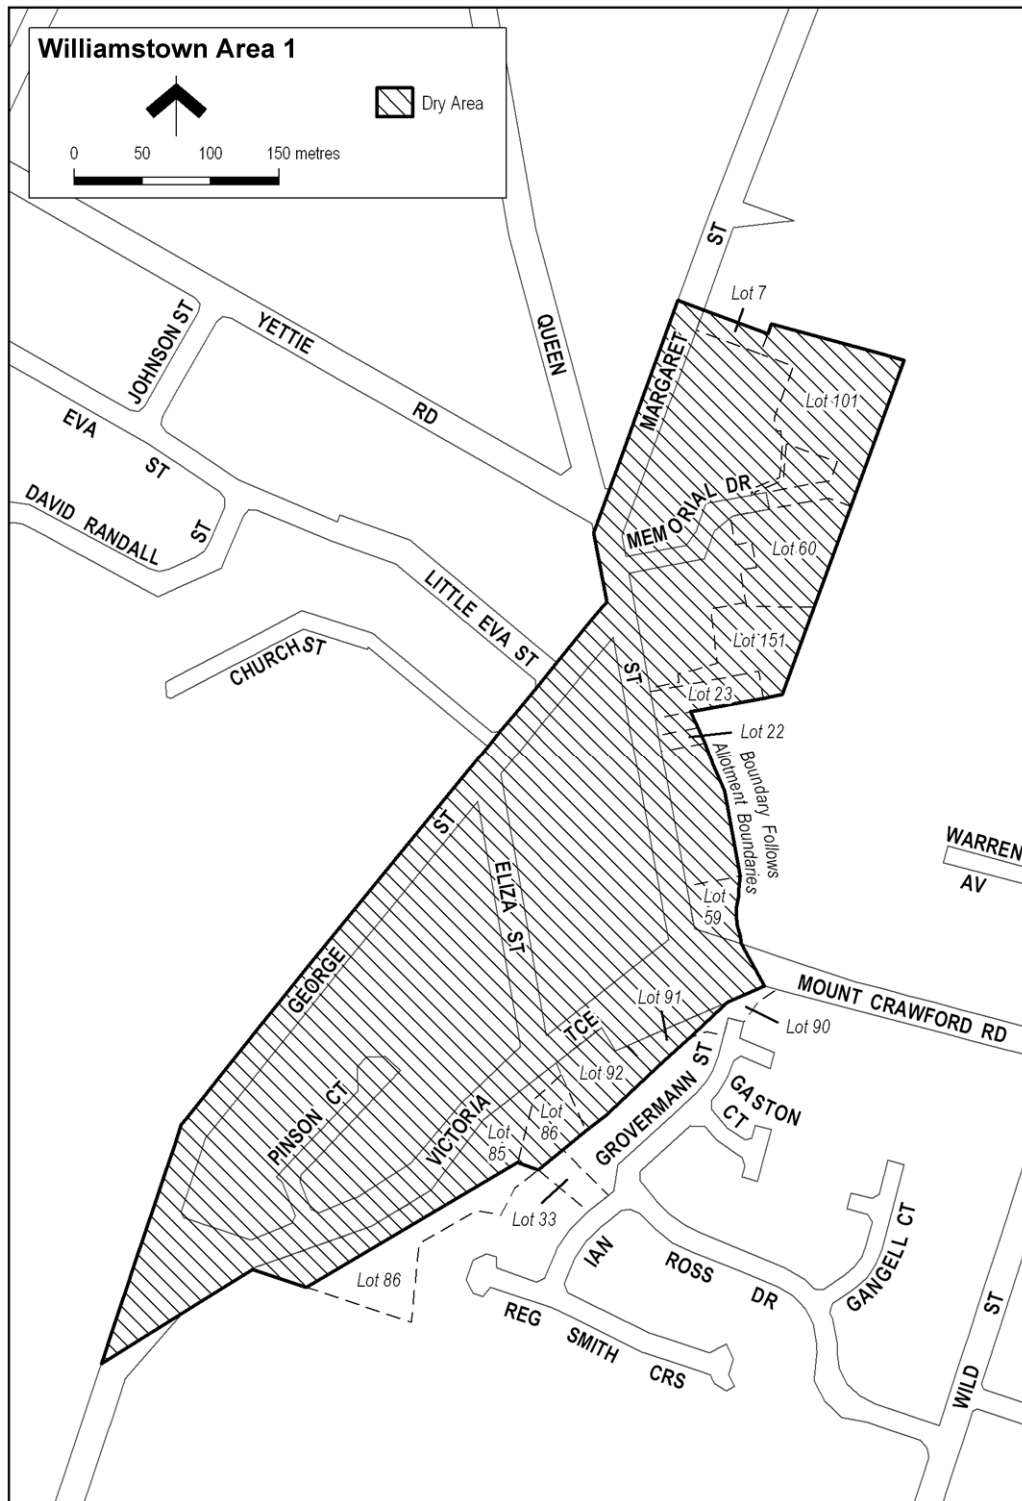 Williamstown Area 1
Dry Area
0 50 100 150 metres
ST
Lot 7
JOHNSON ST
YETTIE
RD
QUEEN
MARGARET
Lot 101
EVA
ST
DAVID RANDALL
ST
MEMORIAL DR
Lot 60
LITTLE EVA ST
CHURCH ST
Lot 151
ST
Lot 23
Lot 22
Boundary Follows
Allotment Boundaries
WARREN
AV
ST
ELIZA ST
Lot
59
GEORGE
MOUNT CRAWFORD RD
Lot 91
Lot 90
TCE
Lot 92
GROVERMANN ST
GASTON
CT
PINSON CT
VICTORIA
Lot
85
Lot
86
Lot 33
Lot 86
IAN
ROSS
DR
GANGELL CT
REG
SMITH
CRS
WILD
ST